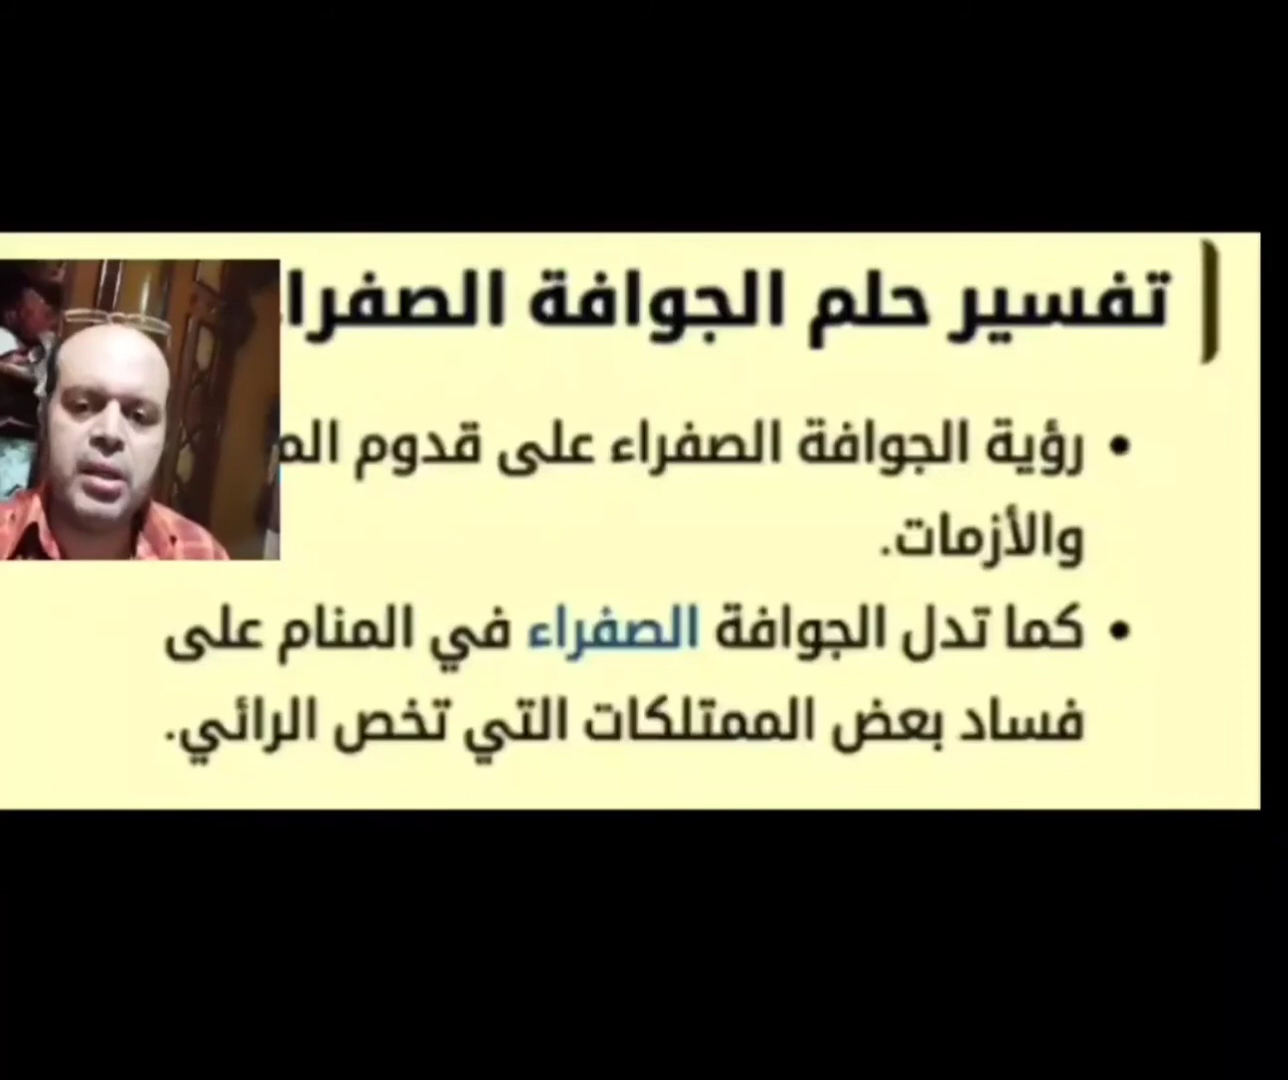 تفسير حلم الجوافة الصفرا
• رؤية الجوافة الصفراء على قدوم
والأزمات.
• كما تدل الجوافة الصفراء في المنام على
فساد بعض الممتلكات التي تخص الرائي.